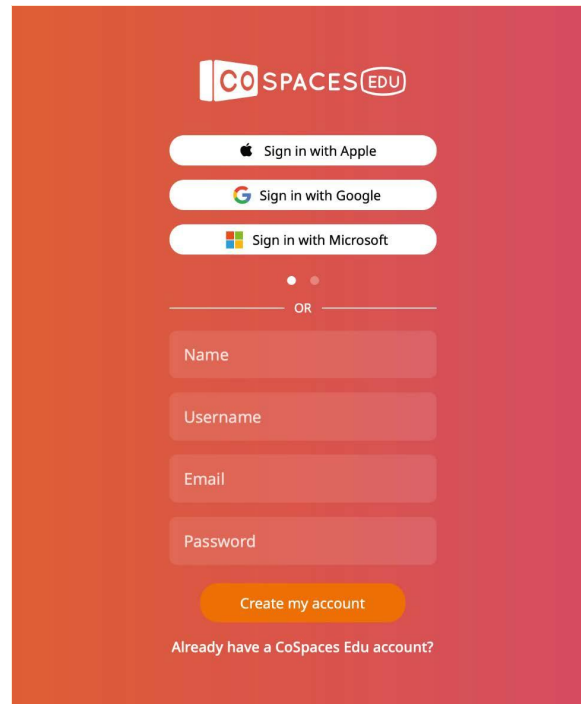 CO SPACES EDU
Sign in with Apple
Sign in with Google
Sign in with Microsoft
OR
Name
Username
Email
Password
Create my account
Already have a CoSpaces Edu account?